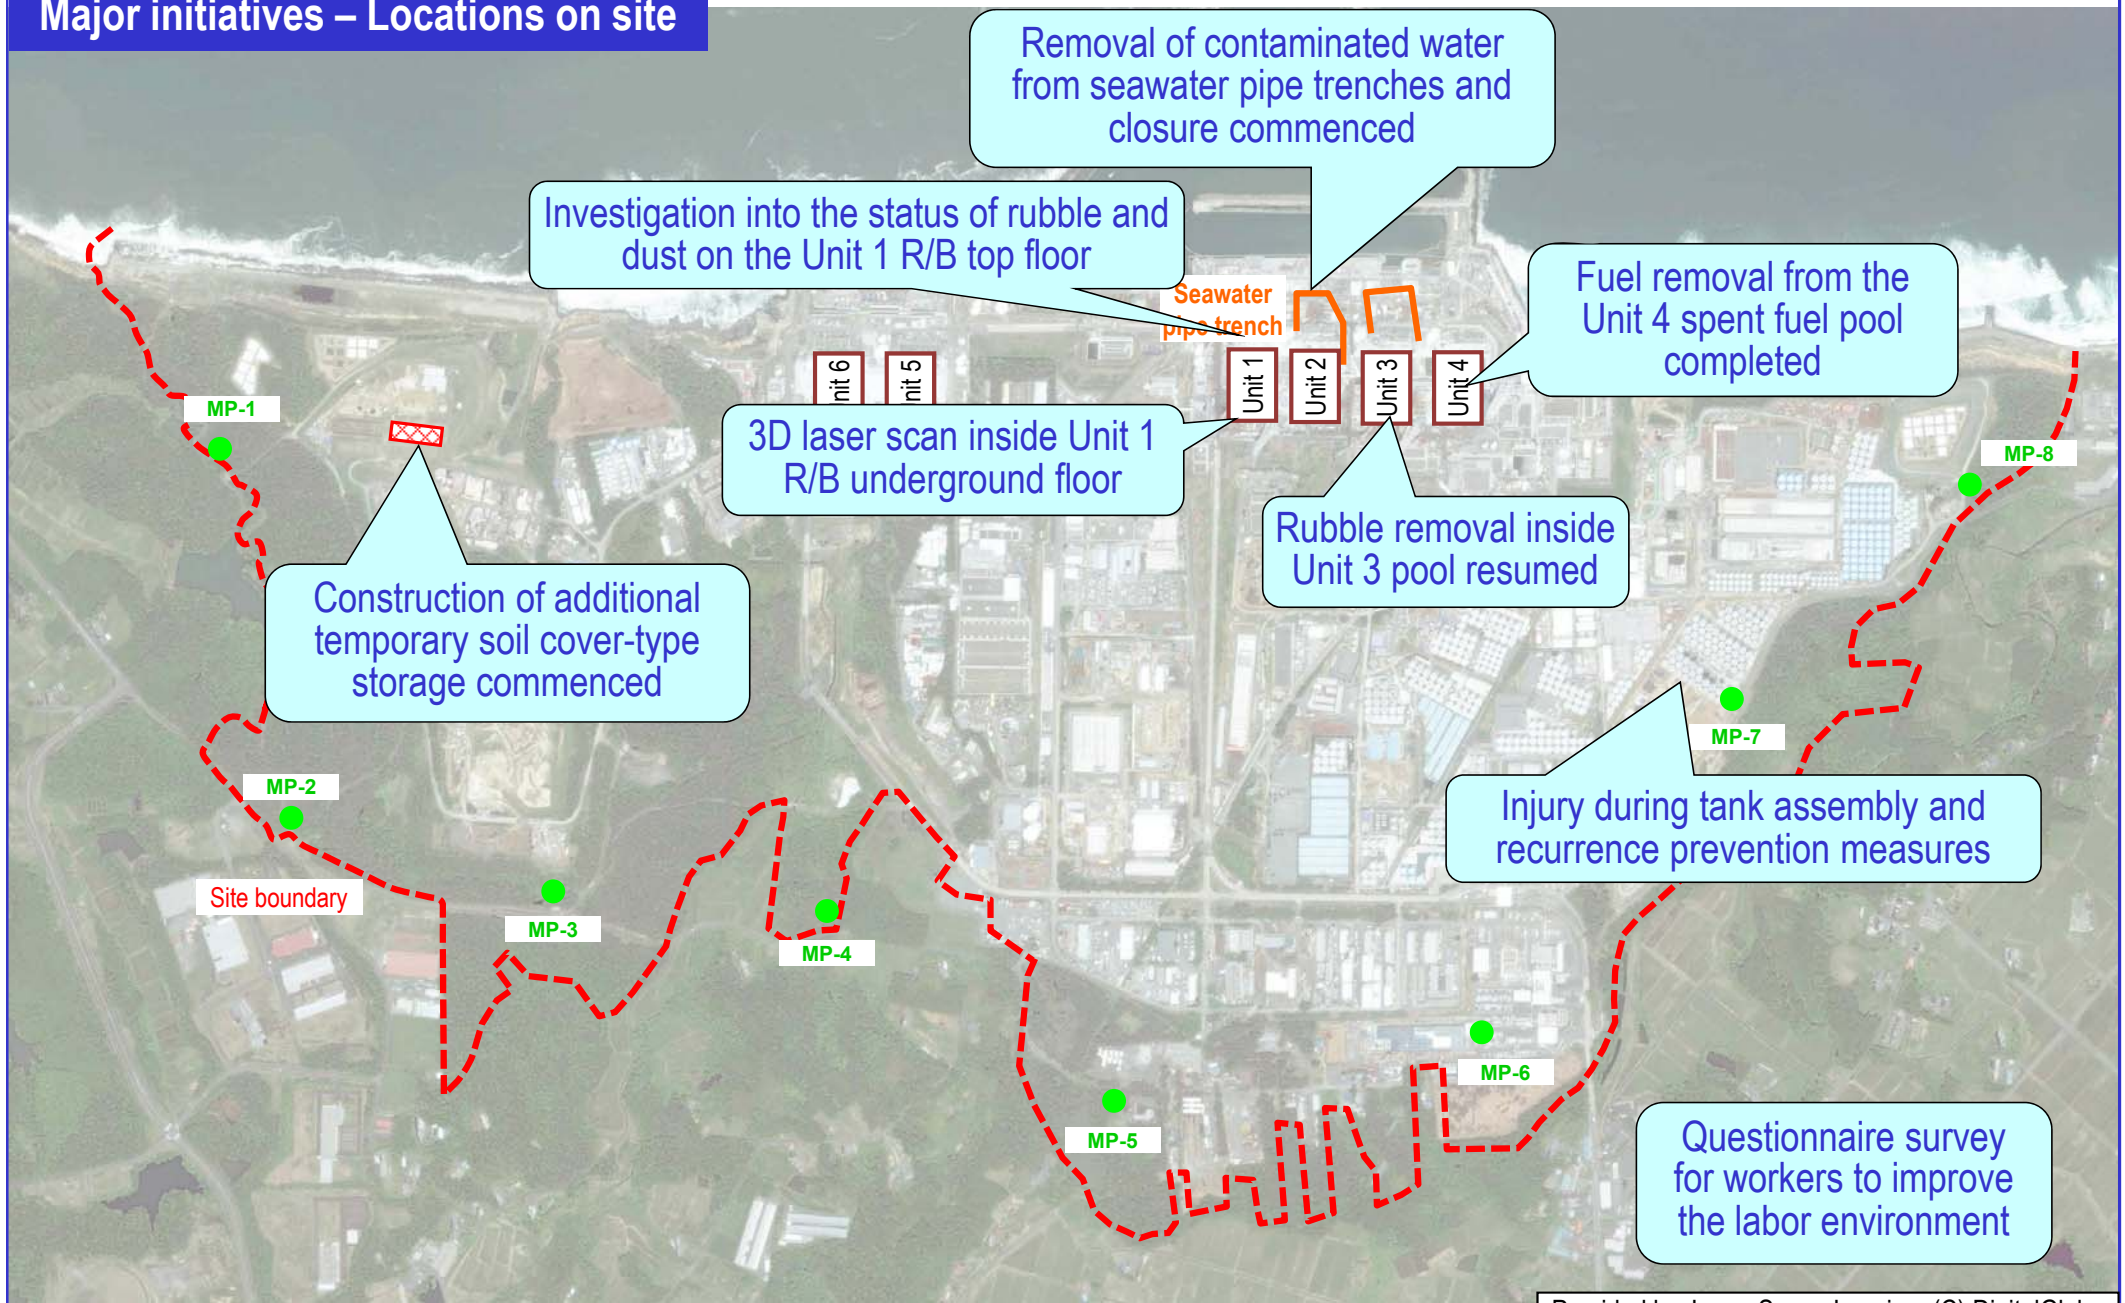 Major initiatives – Locations on site
Removal of contaminated water
from seawater pipe trenches and
closure commenced
Investigation into the status of rubble and
dust on the Unit 1 R/B top floor
Seawater
pipe trench
Fuel removal from the
Unit 4 spent fuel pool
completed
Unit 6
Unit 5
Unit 1
Unit 2
Unit 3
Unit 4
MP-1
3D laser scan inside Unit 1
R/B underground floor
MP-8
Rubble removal inside
Unit 3 pool resumed
Construction of additional
temporary soil cover-type
storage commenced
MP-7
MP-2
Injury during tank assembly and
recurrence prevention measures
Site boundary
MP-3
MP-4
MP-6
MP-5
Questionnaire survey
for workers to improve
the labor environment